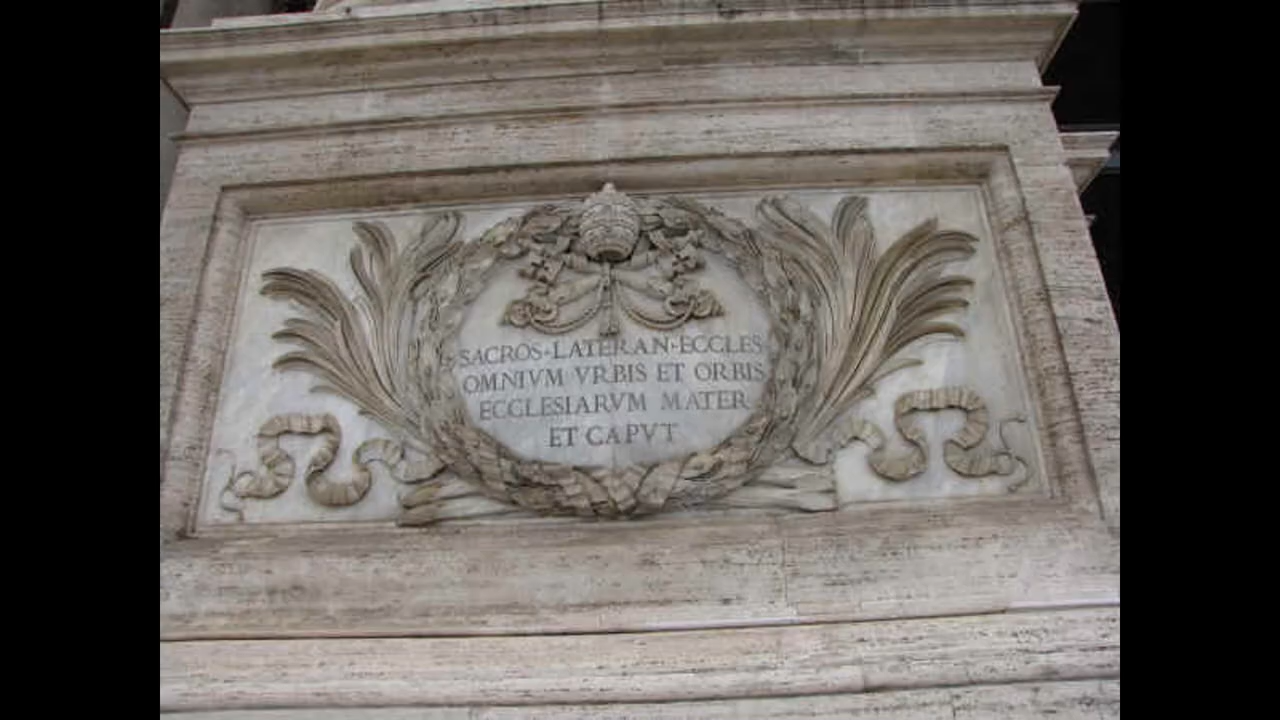 SACROS·LATERAN·ECCLES
OMNIVM VRBIS ET ORBIS
ECCLESIARVM MATER
ET CAPVT